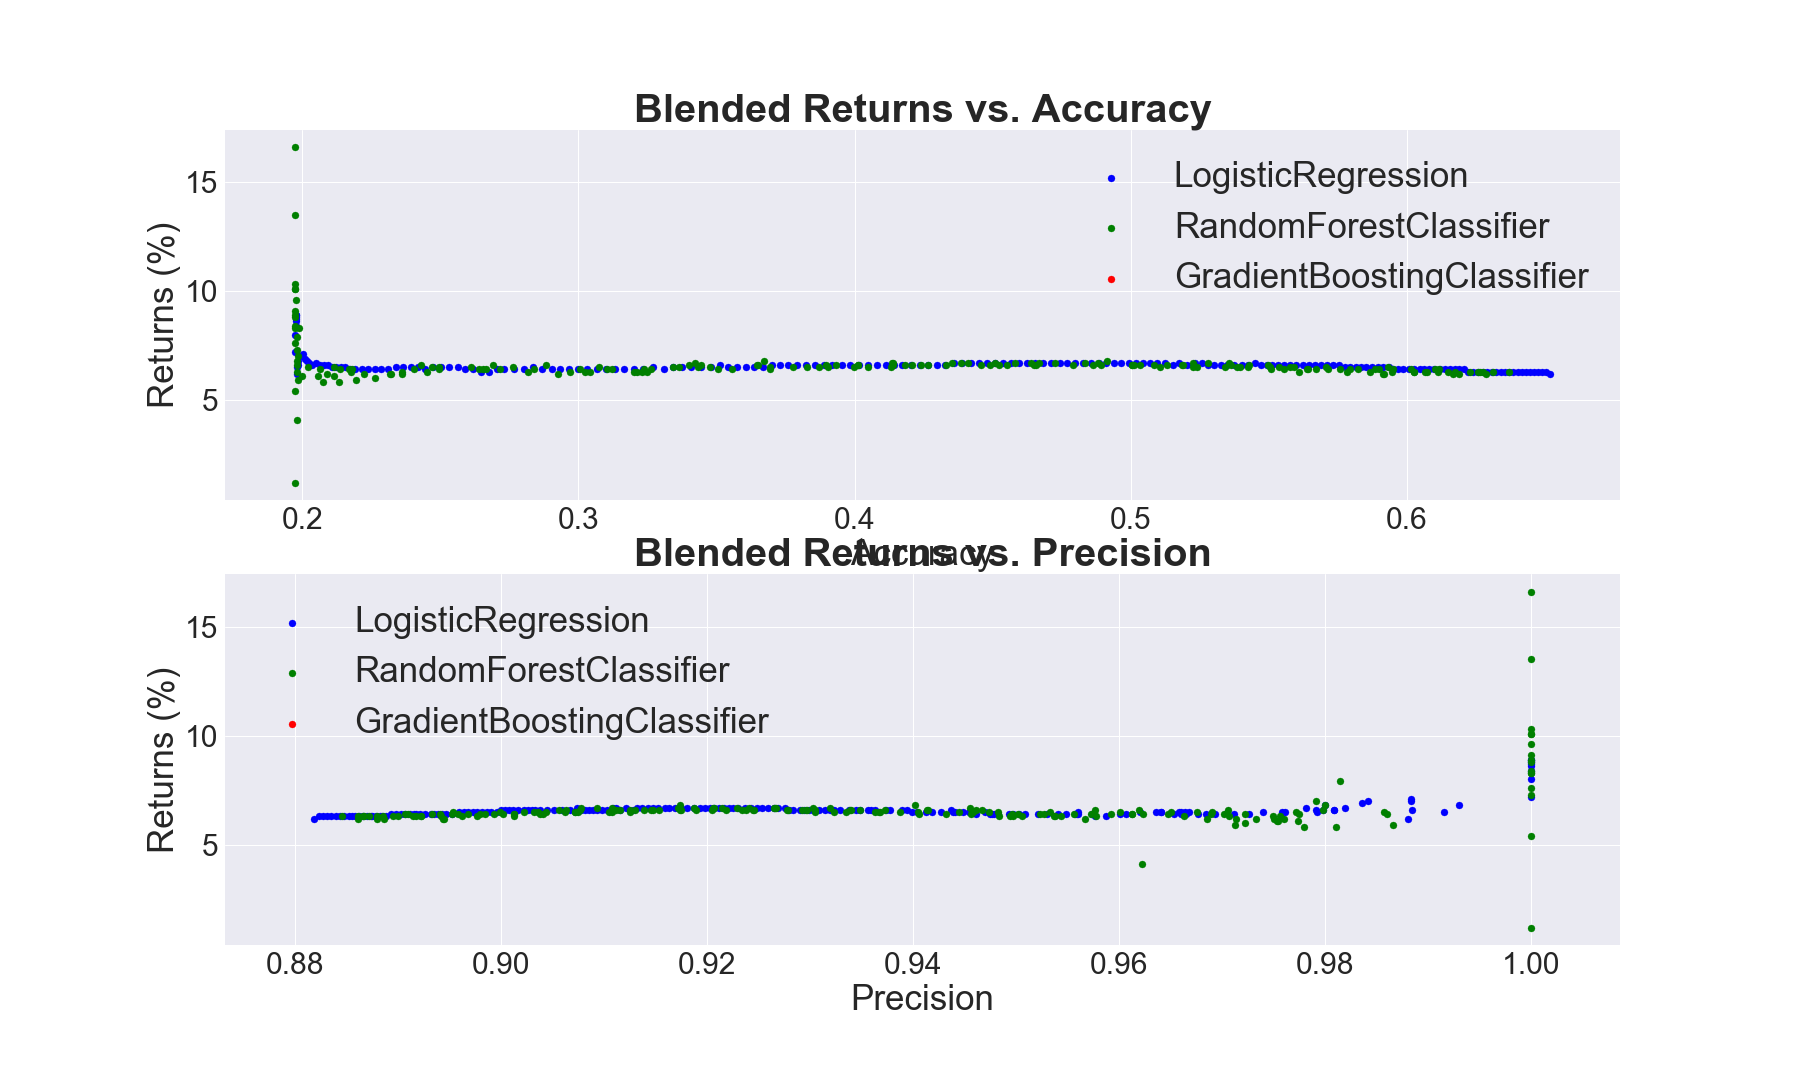 Blended Returns vs. Accuracy
Returns (%)
15
10
5
LogisticRegression
RandomForestClassifier
GradientBoostingClassifier
0.2 0.3 0.4 0.5 0.6
Accuracy
Blended Returns vs. Precision
Returns (%)
15
10
5
LogisticRegression
RandomForestClassifier
GradientBoostingClassifier
0.88 0.90 0.92 0.94 0.96 0.98 1.00
Precision